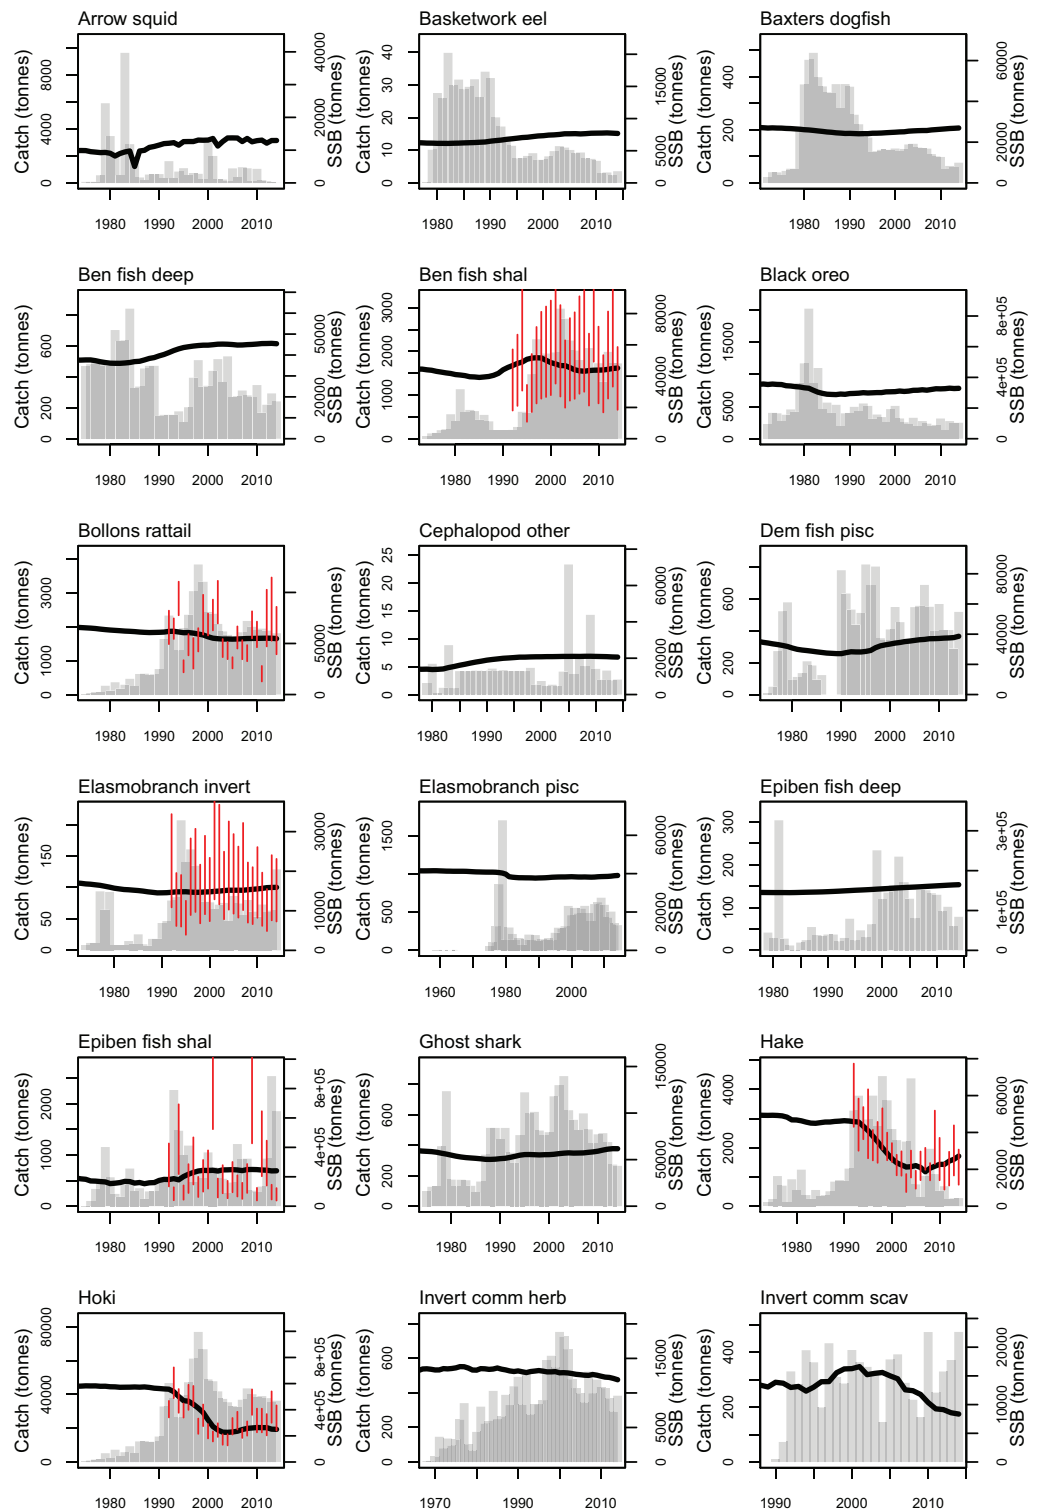 Arrow squid
Catch (tonnes)
0 4000 8000
1980 1990 2000 2010
SSB (tonnes)
0 20000 40000
Basketwork eel
Catch (tonnes)
0 10 20 30 40
1980 1990 2000 2010
SSB (tonnes)
0 5000 15000
Baxters dogfish
Catch (tonnes)
0 200 400
1980 1990 2000 2010
SSB (tonnes)
0 20000 60000
Ben fish deep
Catch (tonnes)
0 200 600
1980 1990 2000 2010
SSB (tonnes)
0 20000 50000
Ben fish shal
Catch (tonnes)
0 1000 2000 3000
1980 1990 2000 2010
SSB (tonnes)
0 40000 80000
Black oreo
Catch (tonnes)
0 5000 15000
1980 1990 2000 2010
SSB (tonnes)
0 4e+05 8e+05
Bollons rattail
Catch (tonnes)
0 1000 3000
1980 1990 2000 2010
SSB (tonnes)
0 50000
Cephalopod other
Catch (tonnes)
0 5 10 15 20 25
1980 1990 2000 2010
SSB (tonnes)
0 20000 60000
Dem fish pisc
Catch (tonnes)
0 200 600
1980 1990 2000 2010
SSB (tonnes)
0 40000 80000
Elasmobranch invert
Catch (tonnes)
0 50 150
1980 1990 2000 2010
SSB (tonnes)
0 10000 30000
Elasmobranch pisc
Catch (tonnes)
0 500 1500
1960 1980 2000
SSB (tonnes)
0 20000 60000
Epiben fish deep
Catch (tonnes)
0 100 200 300
1980 1990 2000 2010
SSB (tonnes)
0 1e+05 3e+05
Epiben fish shal
Catch (tonnes)
0 1000 2000
1980 1990 2000 2010
SSB (tonnes)
0 4e+05 8e+05
Ghost shark
Catch (tonnes)
0 200 600
1980 1990 2000 2010
SSB (tonnes)
0 50000 150000
Hake
Catch (tonnes)
0 2000 4000
1980 1990 2000 2010
SSB (tonnes)
0 20000 60000
Hoki
Catch (tonnes)
0 40000 80000
1980 1990 2000 2010
SSB (tonnes)
0 4e+05 8e+05
Invert comm herb
Catch (tonnes)
0 200 600
1970 1990 2010
SSB (tonnes)
0 5000 15000
Invert comm scav
Catch (tonnes)
0 200 400
1990 2000 2010
SSB (tonnes)
0 10000 20000